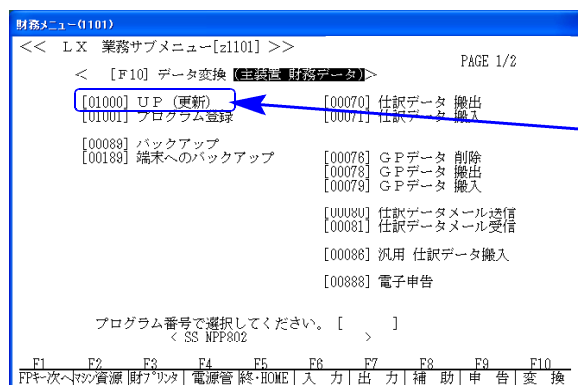 財務メニュー(1101)
<< LX 業務サブメニュー[z1101] >>
PAGE 1/2
< [F10] データ変換 (主装置 財務データ)>
[01000] UP (更新) [00070] 仕訳データ 搬出
[01001] プログラム登録 [00071] 仕訳データ 搬入
[00089] バックアップ
[00189] 端末へのバックアップ [00076] GPデータ 削除
[00078] GPデータ 搬出
[00079] GPデータ 搬入
[00080] 仕訳データメール送信
[00081] 仕訳データメール受信
[00086] 汎用 仕訳データ搬入
[00888] 電子申告
プログラム番号で選択してください。 [ ]
< SS NPP802 >
F1 F2 F3 F4 F5 F6 F7 F8 F9 F10
FPキー次へ マシン資源 財プリンタ 電源管 終・HOME 入 力 出 力 補 助 申 告 変 換